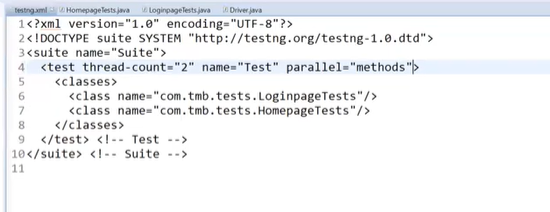 testng.xml HomepageTests.java LoginpageTests.java Driver.java
1 <?xml version="1.0" encoding="UTF-8"?>
2 <!DOCTYPE suite SYSTEM "http://testng.org/testng-1.0.dtd">
3 <suite name="Suite">
4 <test thread-count="2" name="Test" parallel="methods">
5 <classes>
6 <class name="com.tmb.tests.LoginpageTests"/>
7 <class name="com.tmb.tests.HomepageTests"/>
8 </classes>
9 </test> <!-- Test -->
10 </suite> <!-- Suite -->
11